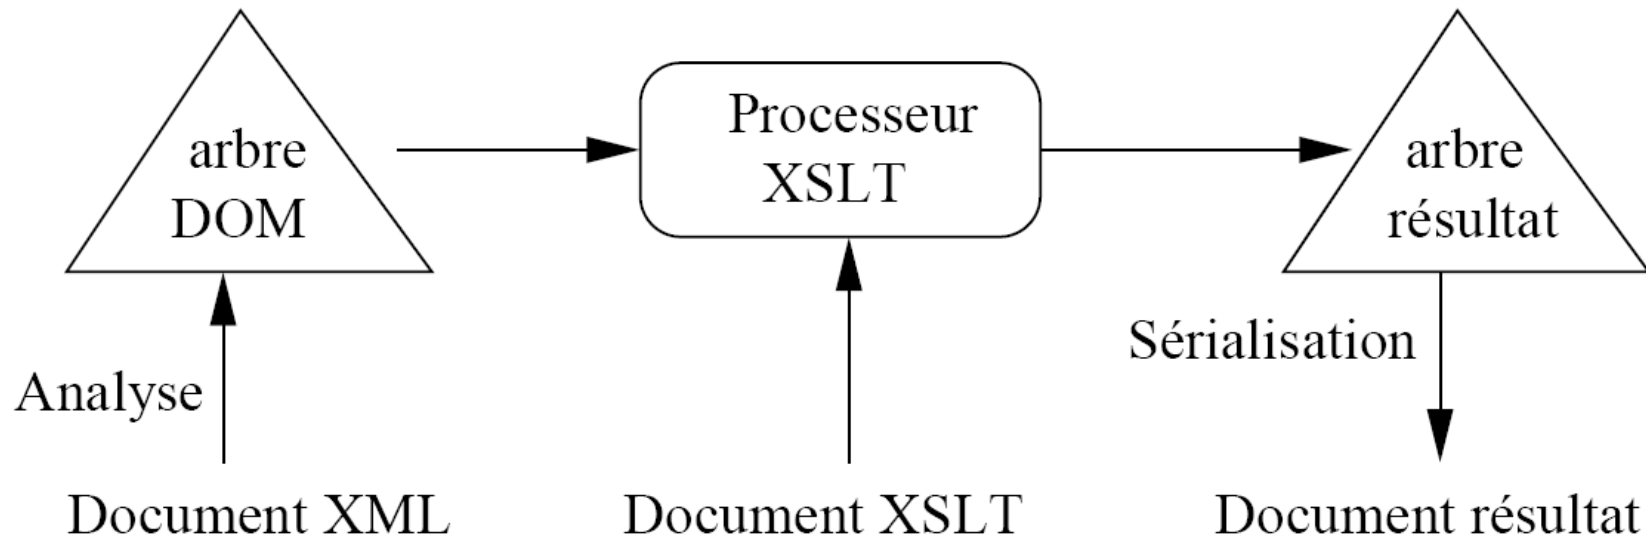 arbre
DOM
Processeur
XSLT
arbre
résultat
Analyse
Sérialisation
Document XML
Document XSLT
Document résultat